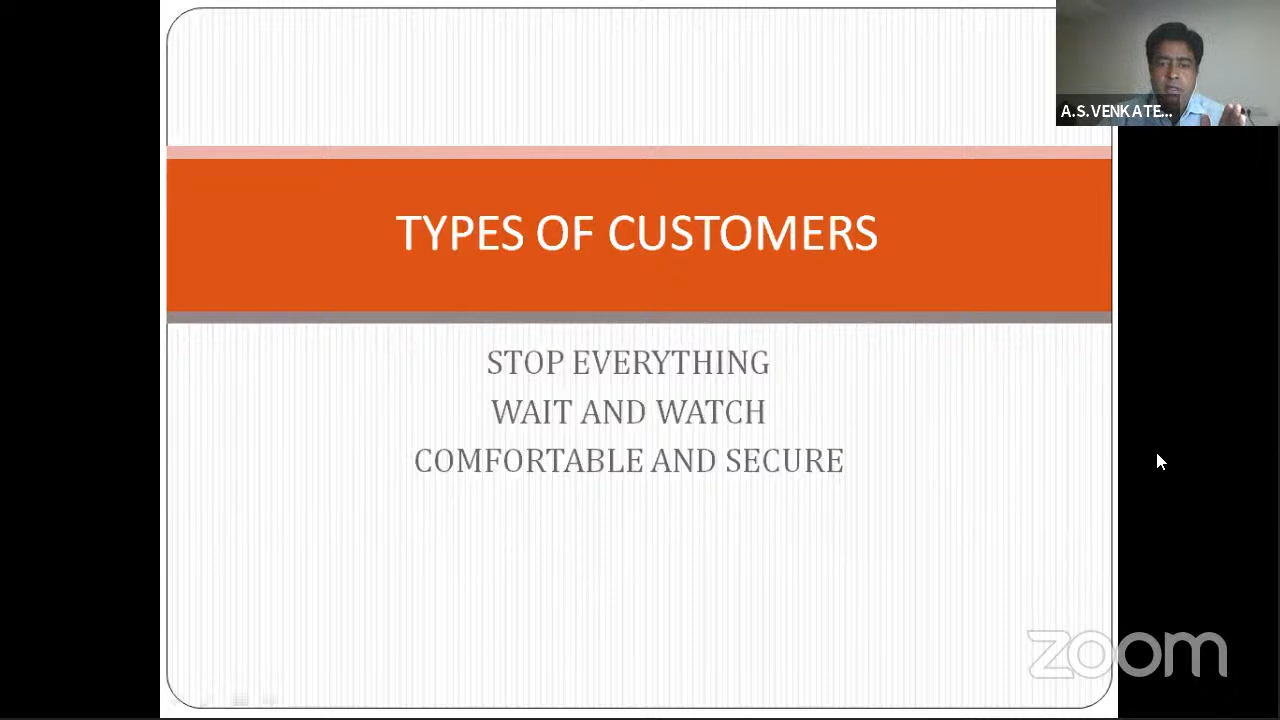 A.S.VENKATE...
TYPES OF CUSTOMERS
STOP EVERYTHING
WAIT AND WATCH
COMFORTABLE AND SECURE
zoom